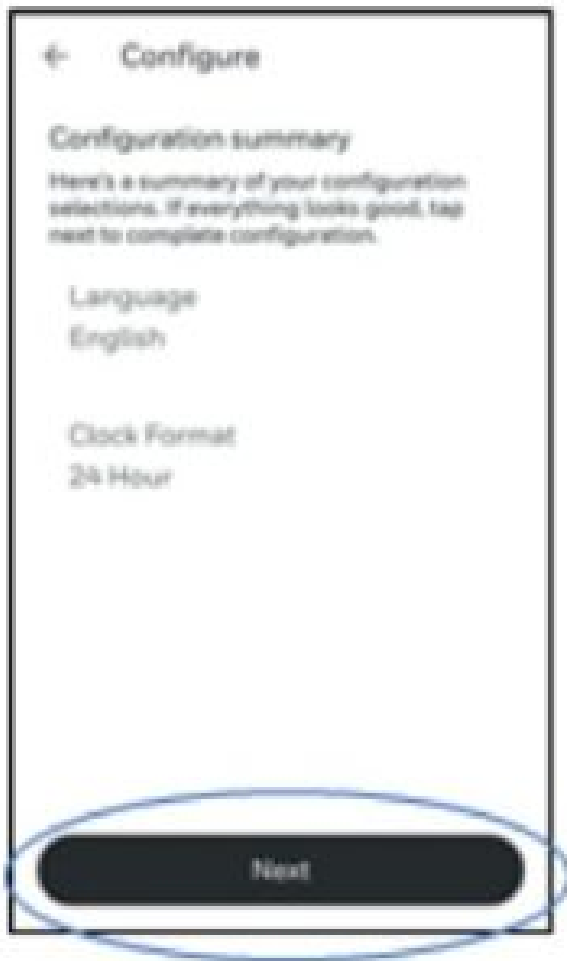 Configure
Configuration summary
Here's a summary of your configuration
selections. If everything looks good, tap
next to complete configuration.
Language
English
Clock Format
24 Hour
Next